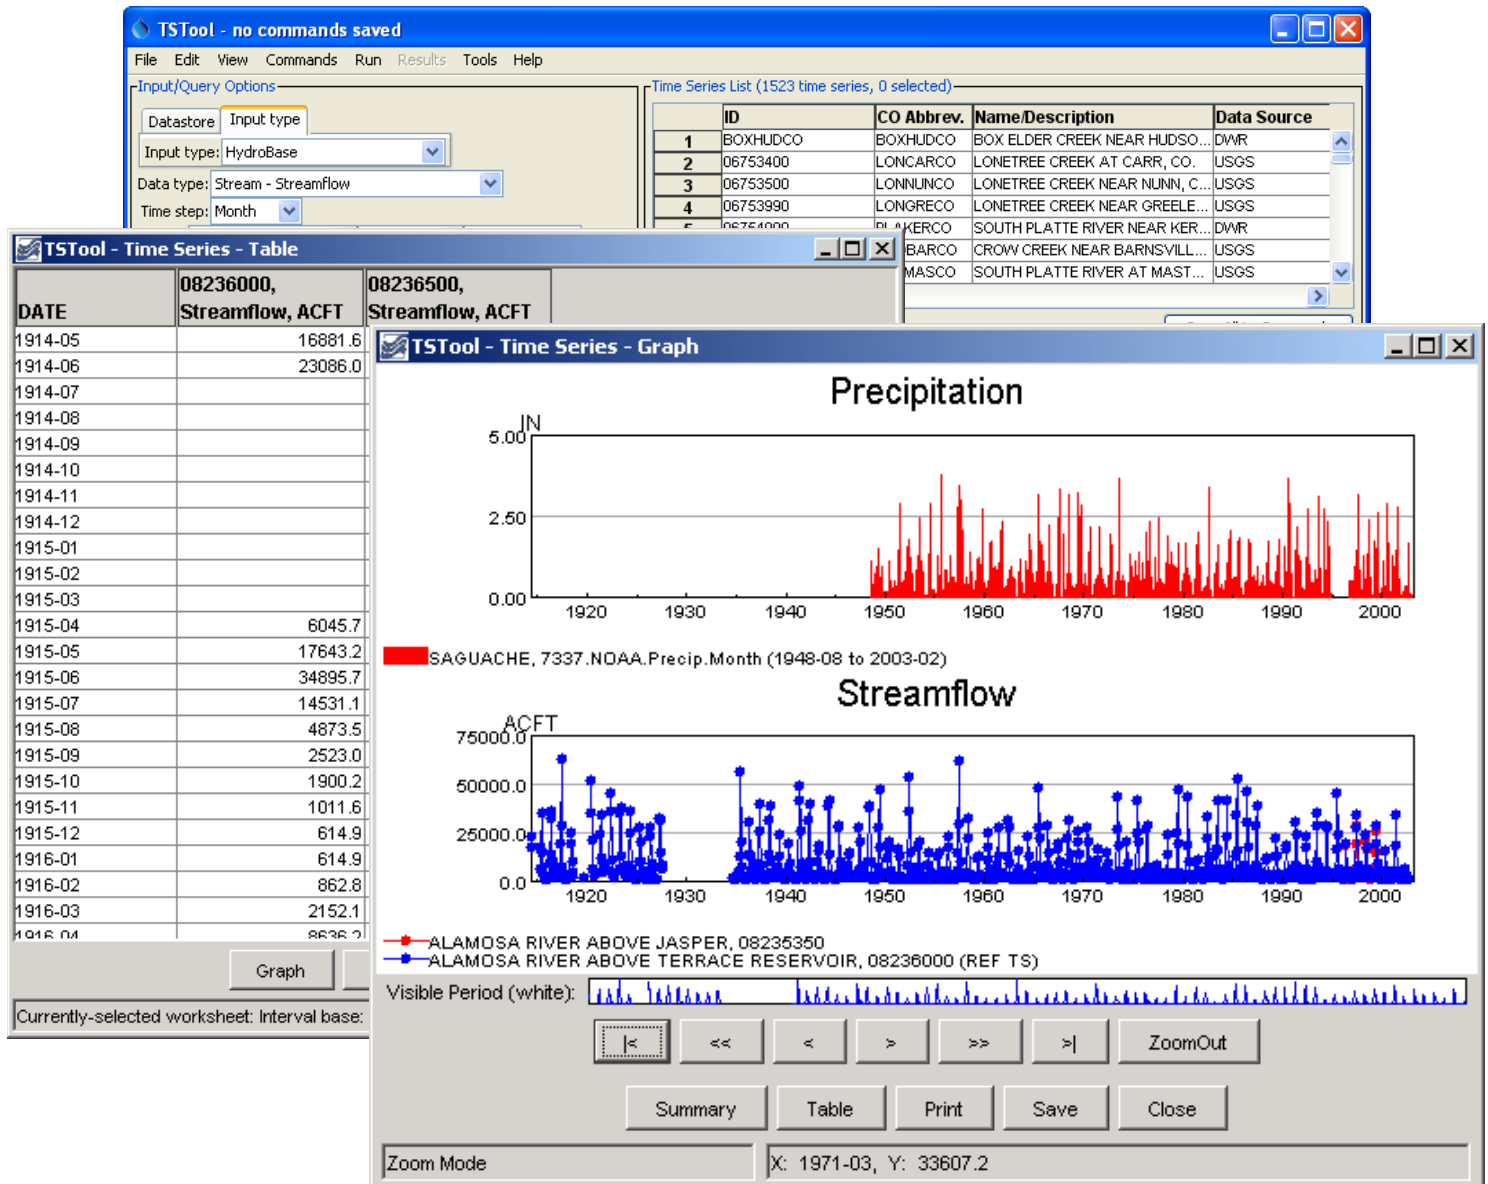 TSTool - no commands saved
File Edit View Commands Run Results Tools Help
Input/Query Options
Datastore Input type
Input type: HydroBase
Data type: Stream - Streamflow
Time step: Month
Time Series List (1523 time series, 0 selected)
ID CO Abbrev. Name/Description Data Source
1 BOXHUDCO BOXHUDCO BOX ELDER CREEK NEAR HUDSO... DWR
2 06753400 LONCARCO LONETREE CREEK AT CARR, CO. USGS
3 06753500 LONNUNCO LONETREE CREEK NEAR NUNN, C... USGS
4 06753990 LONGRECO LONETREE CREEK NEAR GREELE... USGS
5 06754000 PLAKERCO SOUTH PLATTE RIVER NEAR KER... DWR
BARCO CROW CREEK NEAR BARNSVILL... USGS
MASCO SOUTH PLATTE RIVER AT MAST... USGS
TSTool - Time Series - Table
DATE 08236000, Streamflow, ACFT 08236500, Streamflow, ACFT
1914-05 16881.6
1914-06 23086.0
1914-07
1914-08
1914-09
1914-10
1914-11
1914-12
1915-01
1915-02
1915-03
1915-04 6045.7
1915-05 17643.2
1915-06 34895.7
1915-07 14531.1
1915-08 4873.5
1915-09 2523.0
1915-10 1900.2
1915-11 1011.6
1915-12 614.9
1916-01 614.9
1916-02 862.8
1916-03 2152.1
1916-04 8636.2
Graph
Currently-selected worksheet: Interval base:
TSTool - Time Series - Graph
Precipitation
IN
5.00
2.50
0.00
1920 1930 1940 1950 1960 1970 1980 1990 2000
SAGUACHE, 7337.NOAA.Precip.Month (1948-08 to 2003-02)
Streamflow
ACFT
75000.0
50000.0
25000.0
0.0
1920 1930 1940 1950 1960 1970 1980 1990 2000
ALAMOSA RIVER ABOVE JASPER, 08235350
ALAMOSA RIVER ABOVE TERRACE RESERVOIR, 08236000 (REF TS)
Visible Period (white):
|< << < > >> >| ZoomOut
Summary Table Print Save Close
Zoom Mode X: 1971-03, Y: 33607.2